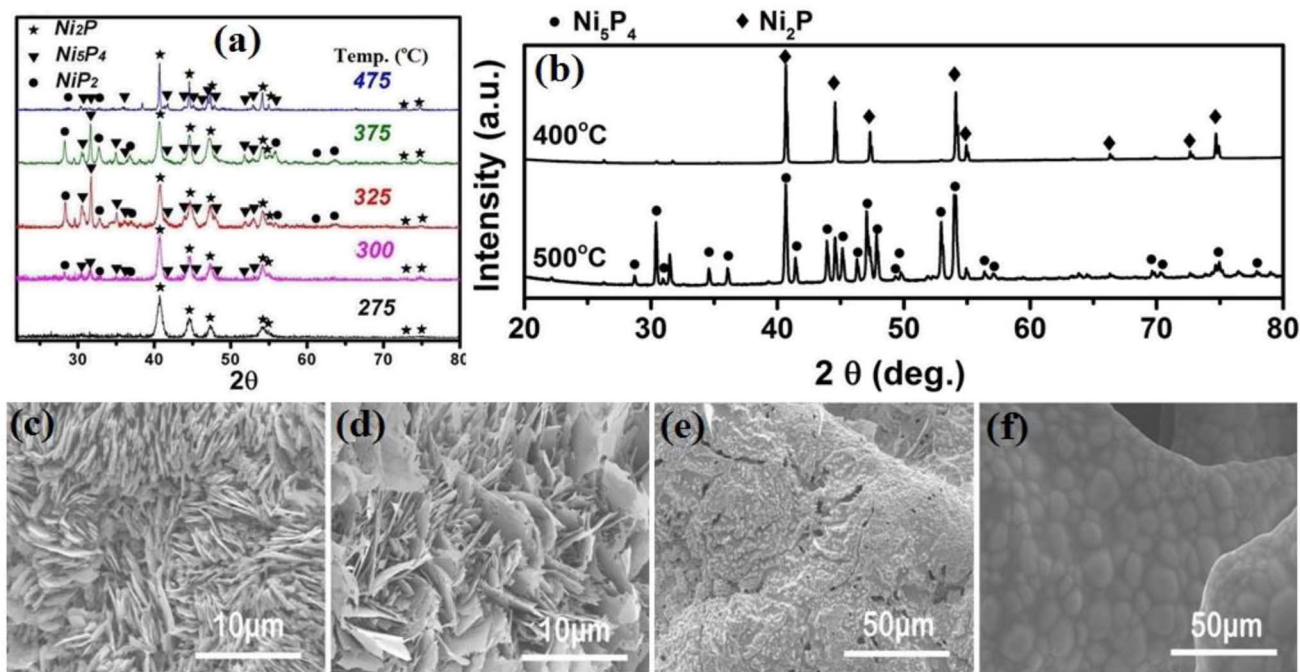 ★ Ni₂P
▼ Ni₅P₄
● NiP₂
(a)
Temp. (ºC)
475
375
325
300
275
30 40 50 60 70 80
2θ
● Ni₅P₄ ◆ Ni₂P
(b)
Intensity (a.u.)
400°C
500°C
20 30 40 50 60 70 80
2 θ (deg.)
(c)
10μm
(d)
10μm
(e)
50μm
(f)
50μm